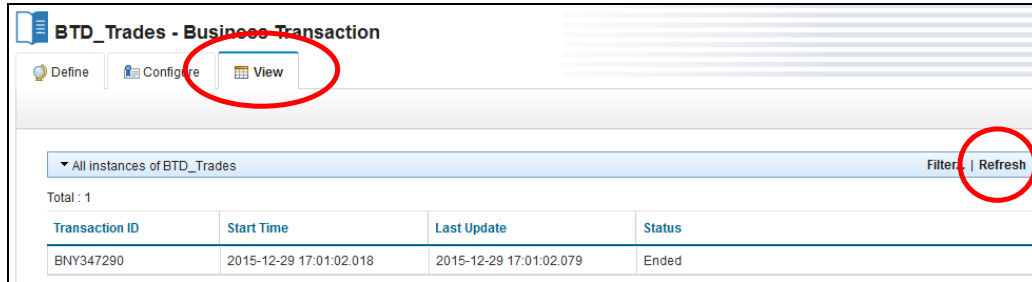 BTD_Trades - Business Transaction
Define Configure View
All instances of BTD_Trades Filter... | Refresh
Total : 1
Transaction ID Start Time Last Update Status
BNY347290 2015-12-29 17:01:02.018 2015-12-29 17:01:02.079 Ended